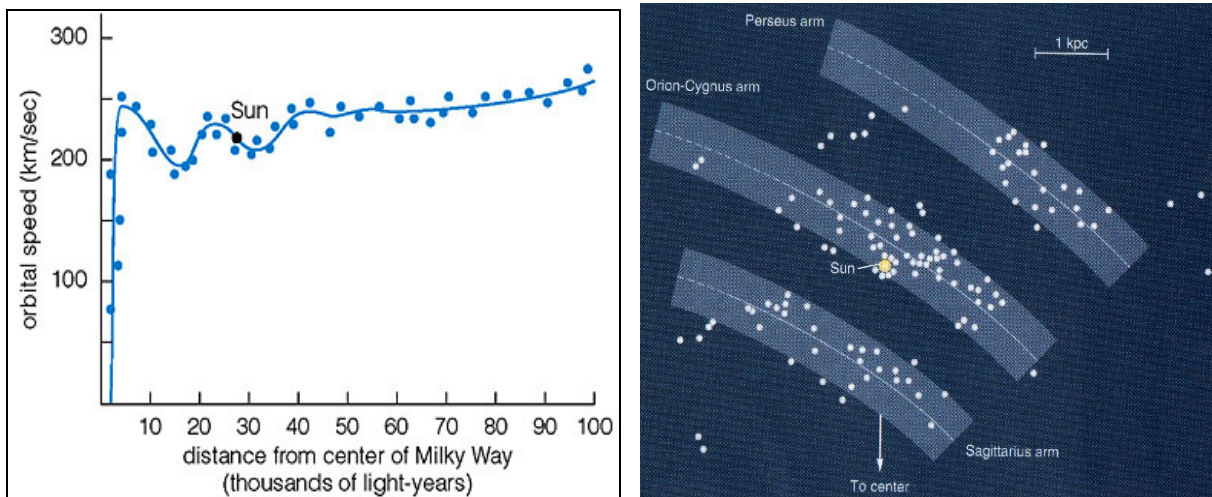 orbital speed (km/sec)
300
200
100
Sun
10 20 30 40 50 60 70 80 90 100
distance from center of Milky Way
(thousands of light-years)
Perseus arm
1 kpc
Orion-Cygnus arm
Sun
Sagittarius arm
To center